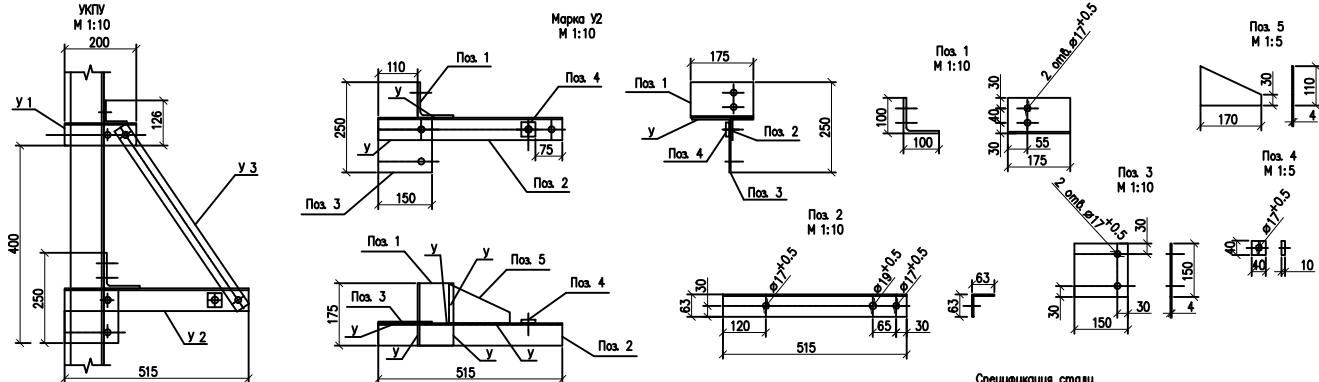 УКПУ
М 1:10
200
У 1
126
У 3
400
250
У 2
515
Марка У2
М 1:10
110
Поз. 1
Поз. 4
у
250
у
75
Поз. 2
150
Поз. 3
175
Поз. 1
у
Поз. 2
250
Поз. 4
Поз. 3
Поз. 1
М 1:10
2 отв. ø17+0.5
100
100
30
40
30
55
175
Поз. 5
М 1:5
30
110
170
4
Поз. 4
М 1:5
ø17+0.5
40
40
10
Поз. 3
М 1:10
2 отв. ø17+0.5
30
150
30
30
150
4
Поз. 2
М 1:10
ø17+0.5
ø19+0.5
ø17+0.5
63
30
63
63
120
65
30
515
Поз. 1
у
у
Поз. 5
Поз. 3
Поз. 4
175
у
у
у
у
Поз. 2
515
Спецификация стали